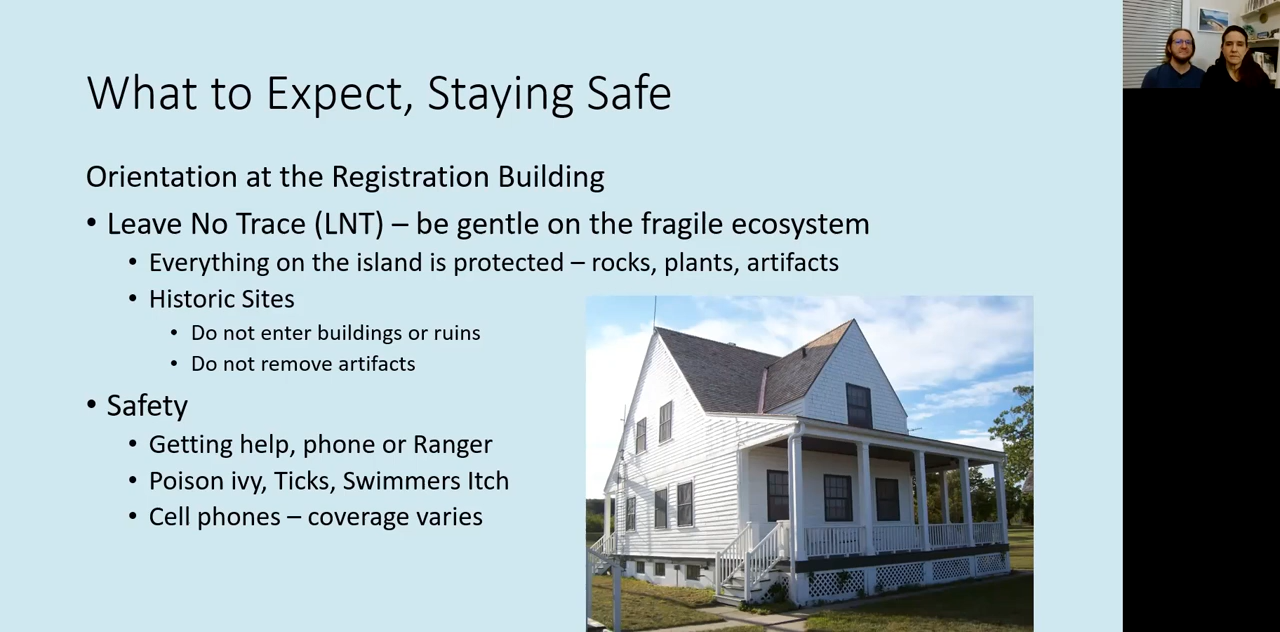 What to Expect, Staying Safe
Orientation at the Registration Building
• Leave No Trace (LNT) – be gentle on the fragile ecosystem
• Everything on the island is protected – rocks, plants, artifacts
• Historic Sites
• Do not enter buildings or ruins
• Do not remove artifacts
• Safety
• Getting help, phone or Ranger
• Poison ivy, Ticks, Swimmers Itch
• Cell phones – coverage varies